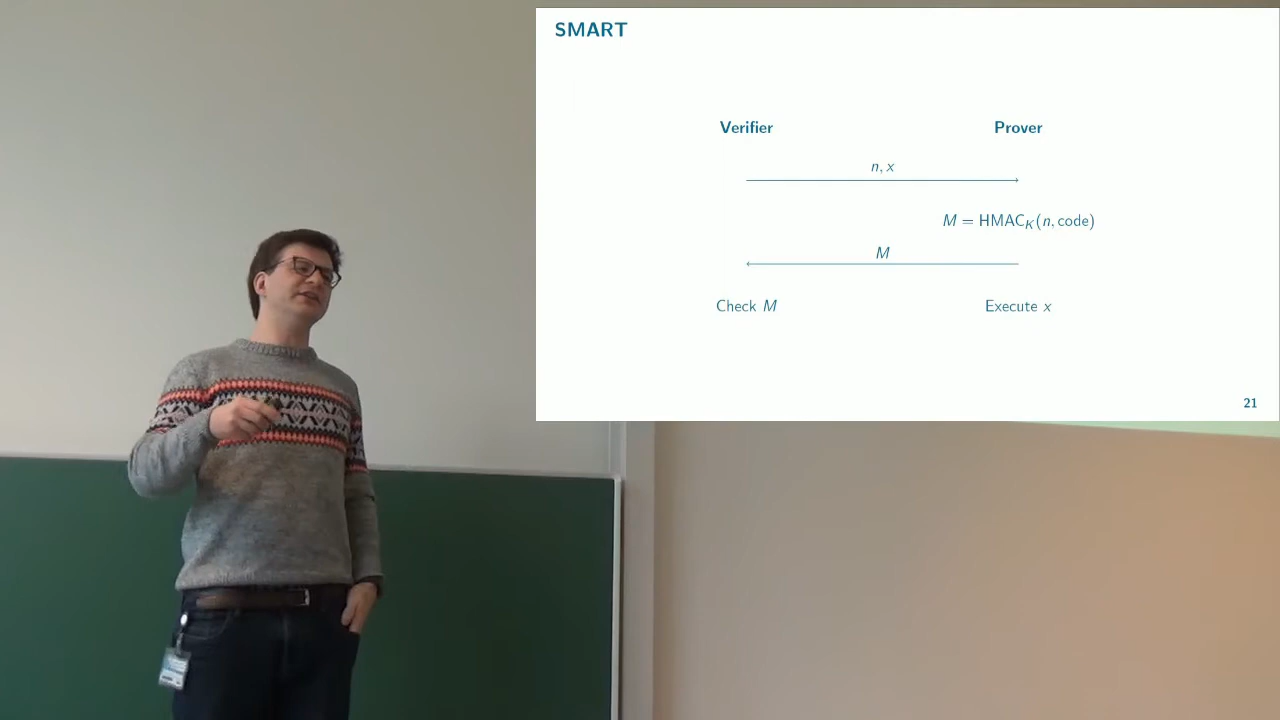 SMART
Verifier Prover
n, x
M = HMAC_K(n, code)
M
Check M Execute x
21